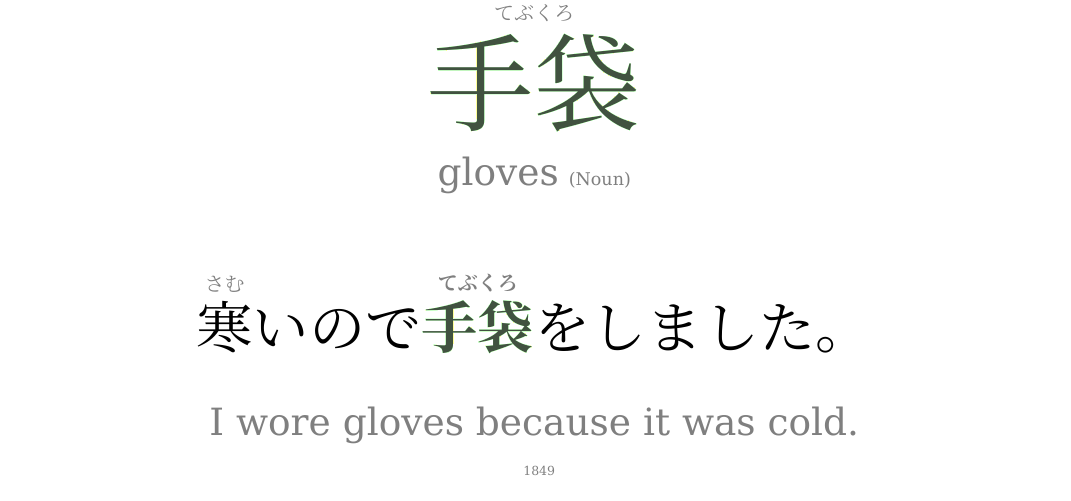 てぶくろ
手袋
gloves (Noun)
さむ てぶくろ
寒いので手袋をしました。
I wore gloves because it was cold.
1849